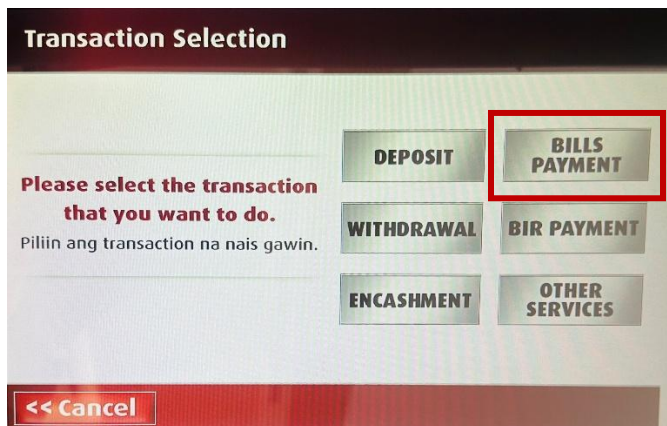 Transaction Selection
Please select the transaction
that you want to do.
Piliin ang transaction na nais gawin.
DEPOSIT
BILLS
PAYMENT
WITHDRAWAL
BIR PAYMENT
ENCASHMENT
OTHER
SERVICES
<< Cancel